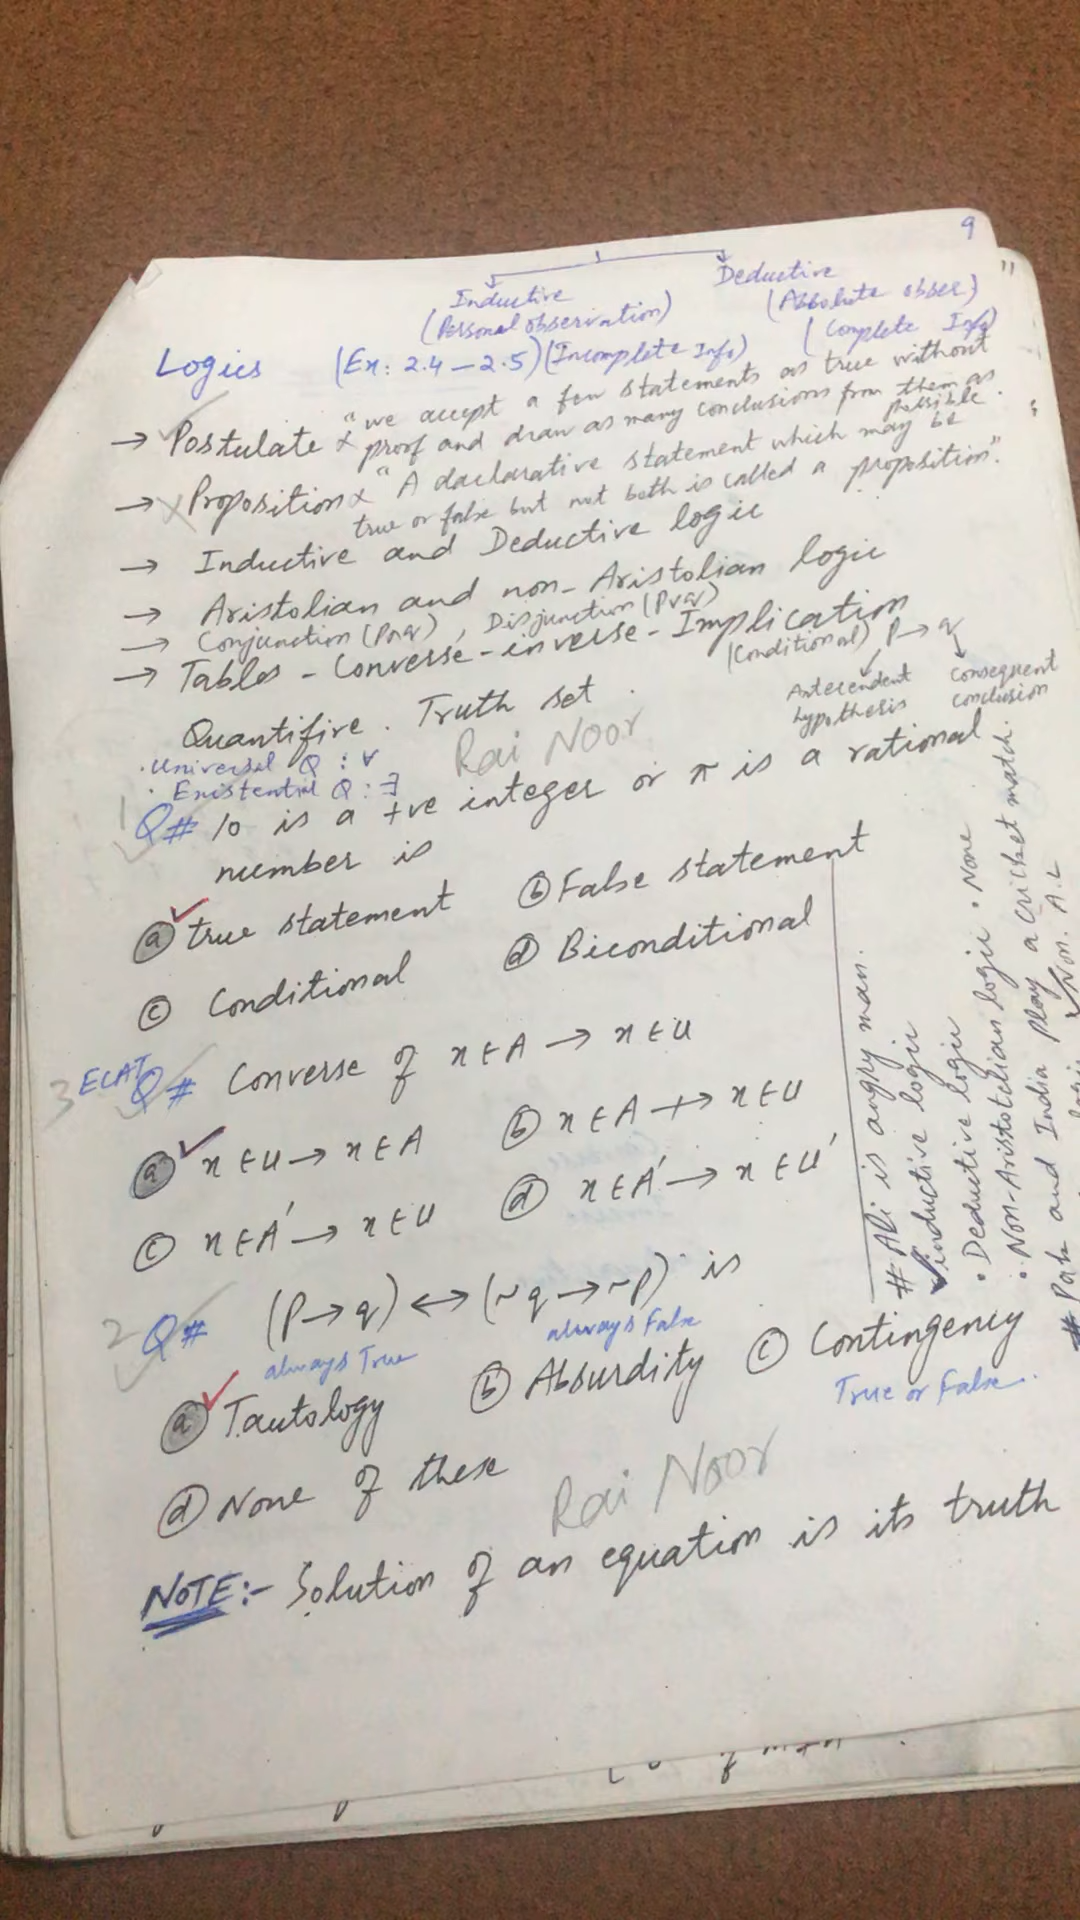 9
Inductive
Deductive
(Personal observation)
(Absolute obser)
(Incomplete Info)
(Complete Info)
Logics (Ex: 2.4 – 2.5)
→ Postulate "we accept a few statements as true without
proof and draw as many conclusions from them as
possible.
"
→ Proposition "A daclarative statement which may be
true or false but not both is called a proposition".
→ Inductive and Deductive logic
→ Aristolian and non-Aristolian logic
→ Conjunction (P∧q), Disjunction (P∨q)
→ Tables - Converse - inverse - Implication
(Conditional) P → q
Antecendent
hypothesis
Consequent
conclusion
Quantifire . Truth set .
· Universal Q : ∀
· Existential Q : ∃
Rai Noor
1
Q# 10 is a +ve integer or π is a rational
number is
ⓐ true statement ⓑ False statement
ⓒ Conditional ⓓ Biconditional
3 ECAT Q# Converse of x∈A → x∈U
ⓐ x∈U → x∈A ⓑ x∈A ↛ x∈U
ⓒ x∈A′ → x∈U ⓓ x∈A′ → x∈U′
2 Q# (P→q) ↔ (~q → ~p) is
always True
always False
ⓐ Tautology ⓑ Absurdity ⓒ Contingency
True or False.
ⓓ None of these
Rai Noor
NOTE:- Solution of an equation is its truth
# Ali is angry man.
inductive logic
• Deductive logic • None
• Non-Aristotelian logic
# Pak and India Play a cricket match
Non. A.L